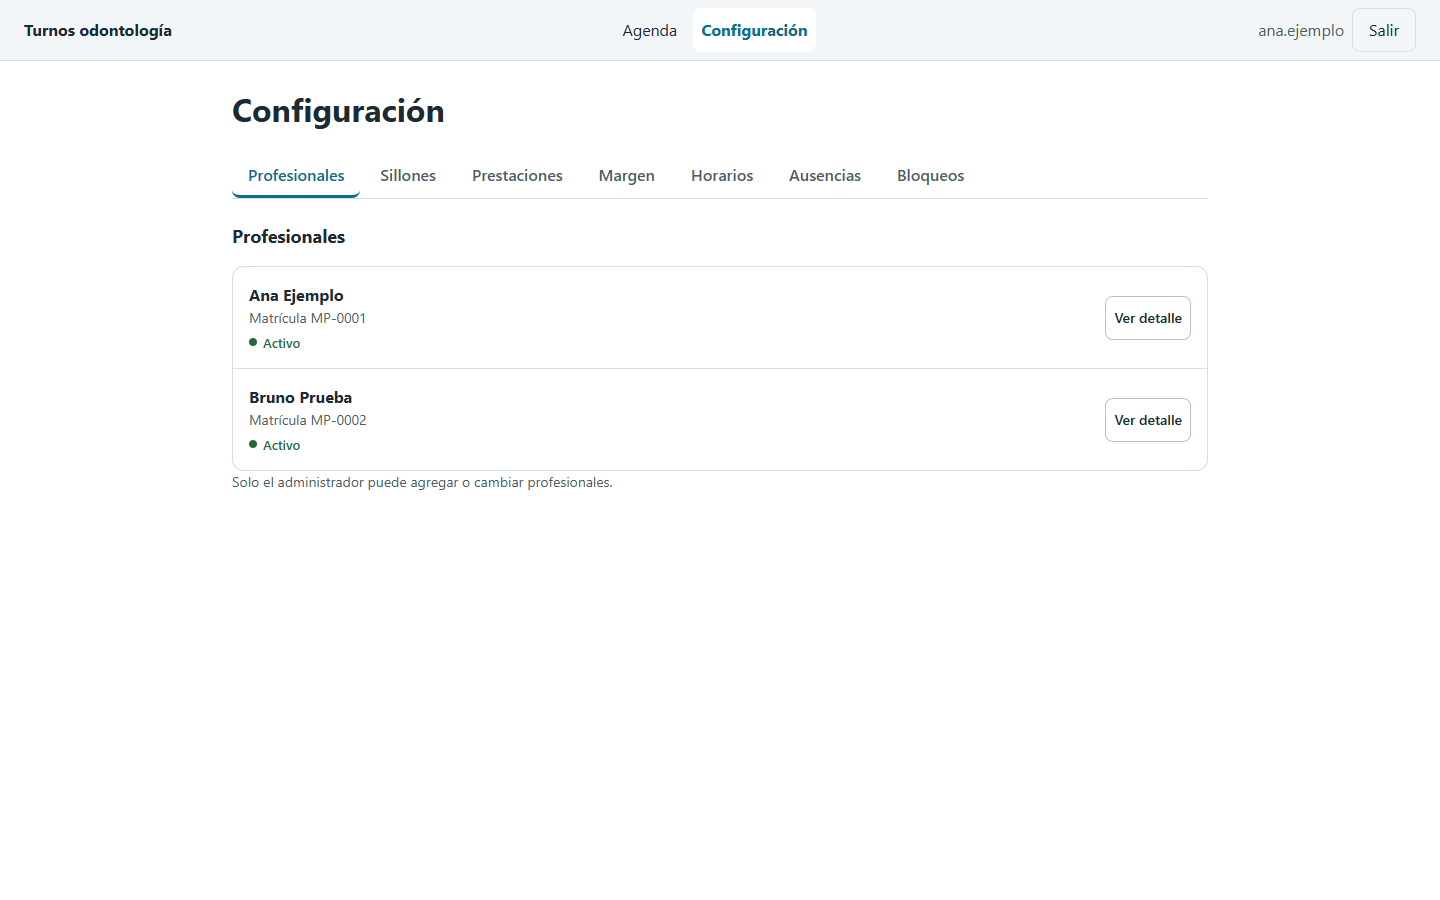 Turnos odontología
Agenda
Configuración
ana.ejemplo
Salir
Configuración
Profesionales
Sillones
Prestaciones
Margen
Horarios
Ausencias
Bloqueos
Profesionales
Ana Ejemplo
Matrícula MP-0001
Activo
Ver detalle
Bruno Prueba
Matrícula MP-0002
Activo
Ver detalle
Solo el administrador puede agregar o cambiar profesionales.